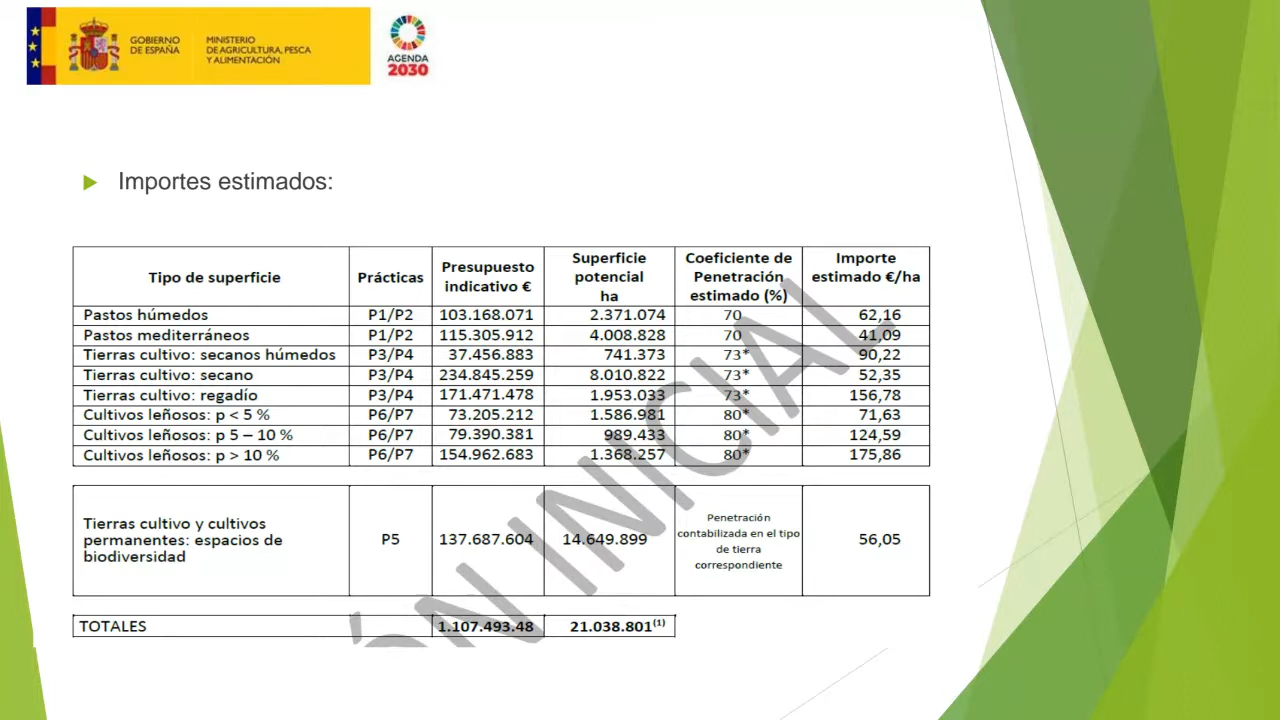 GOBIERNO DE ESPAÑA
MINISTERIO DE AGRICULTURA, PESCA Y ALIMENTACIÓN
AGENDA 2030
Importes estimados:
Tipo de superficie Prácticas Presupuesto indicativo € Superficie potencial ha Coeficiente de Penetración estimado (%) Importe estimado €/ha
Pastos húmedos P1/P2 103.168.071 2.371.074 70 62,16
Pastos mediterráneos P1/P2 115.305.912 4.008.828 70 41,09
Tierras cultivo: secanos húmedos P3/P4 37.456.883 741.373 73* 90,22
Tierras cultivo: secano P3/P4 234.845.259 8.010.822 73* 52,35
Tierras cultivo: regadío P3/P4 171.471.478 1.953.033 73* 156,78
Cultivos leñosos: p < 5 % P6/P7 73.205.212 1.586.981 80* 71,63
Cultivos leñosos: p 5 – 10 % P6/P7 79.390.381 989.433 80* 124,59
Cultivos leñosos: p > 10 % P6/P7 154.962.683 1.368.257 80* 175,86
Tierras cultivo y cultivos permanentes: espacios de biodiversidad P5 137.687.604 14.649.899 Penetración contabilizada en el tipo de tierra correspondiente 56,05
TOTALES 1.107.493.48 21.038.801(1)
ÓN INICIAL